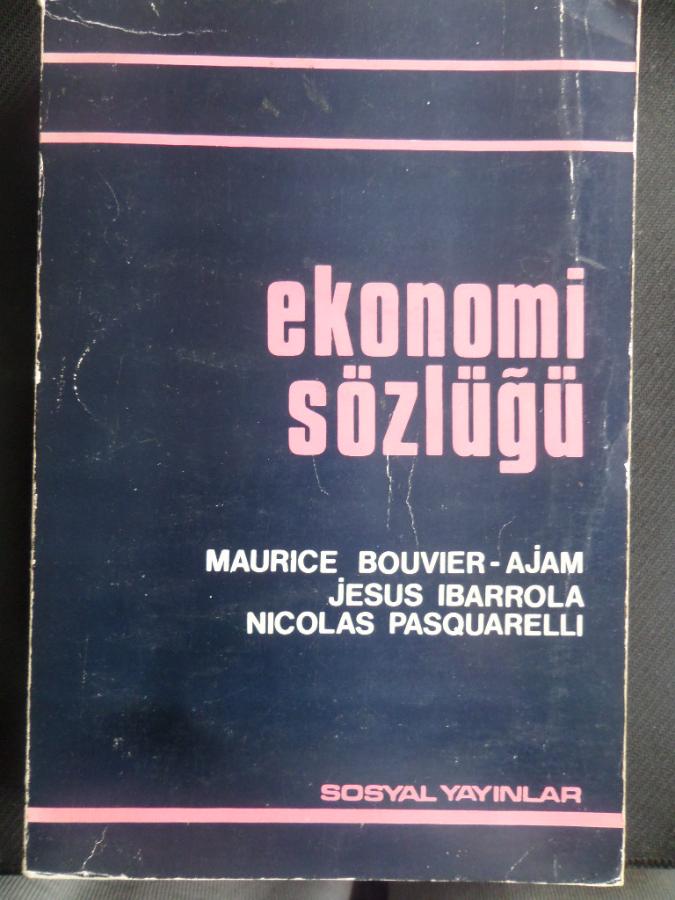 ekonomi
sözlüğü
MAURICE BOUVIER-AJAM
JESUS IBARROLA
NICOLAS PASQUARELLI
SOSYAL YAYINLAR